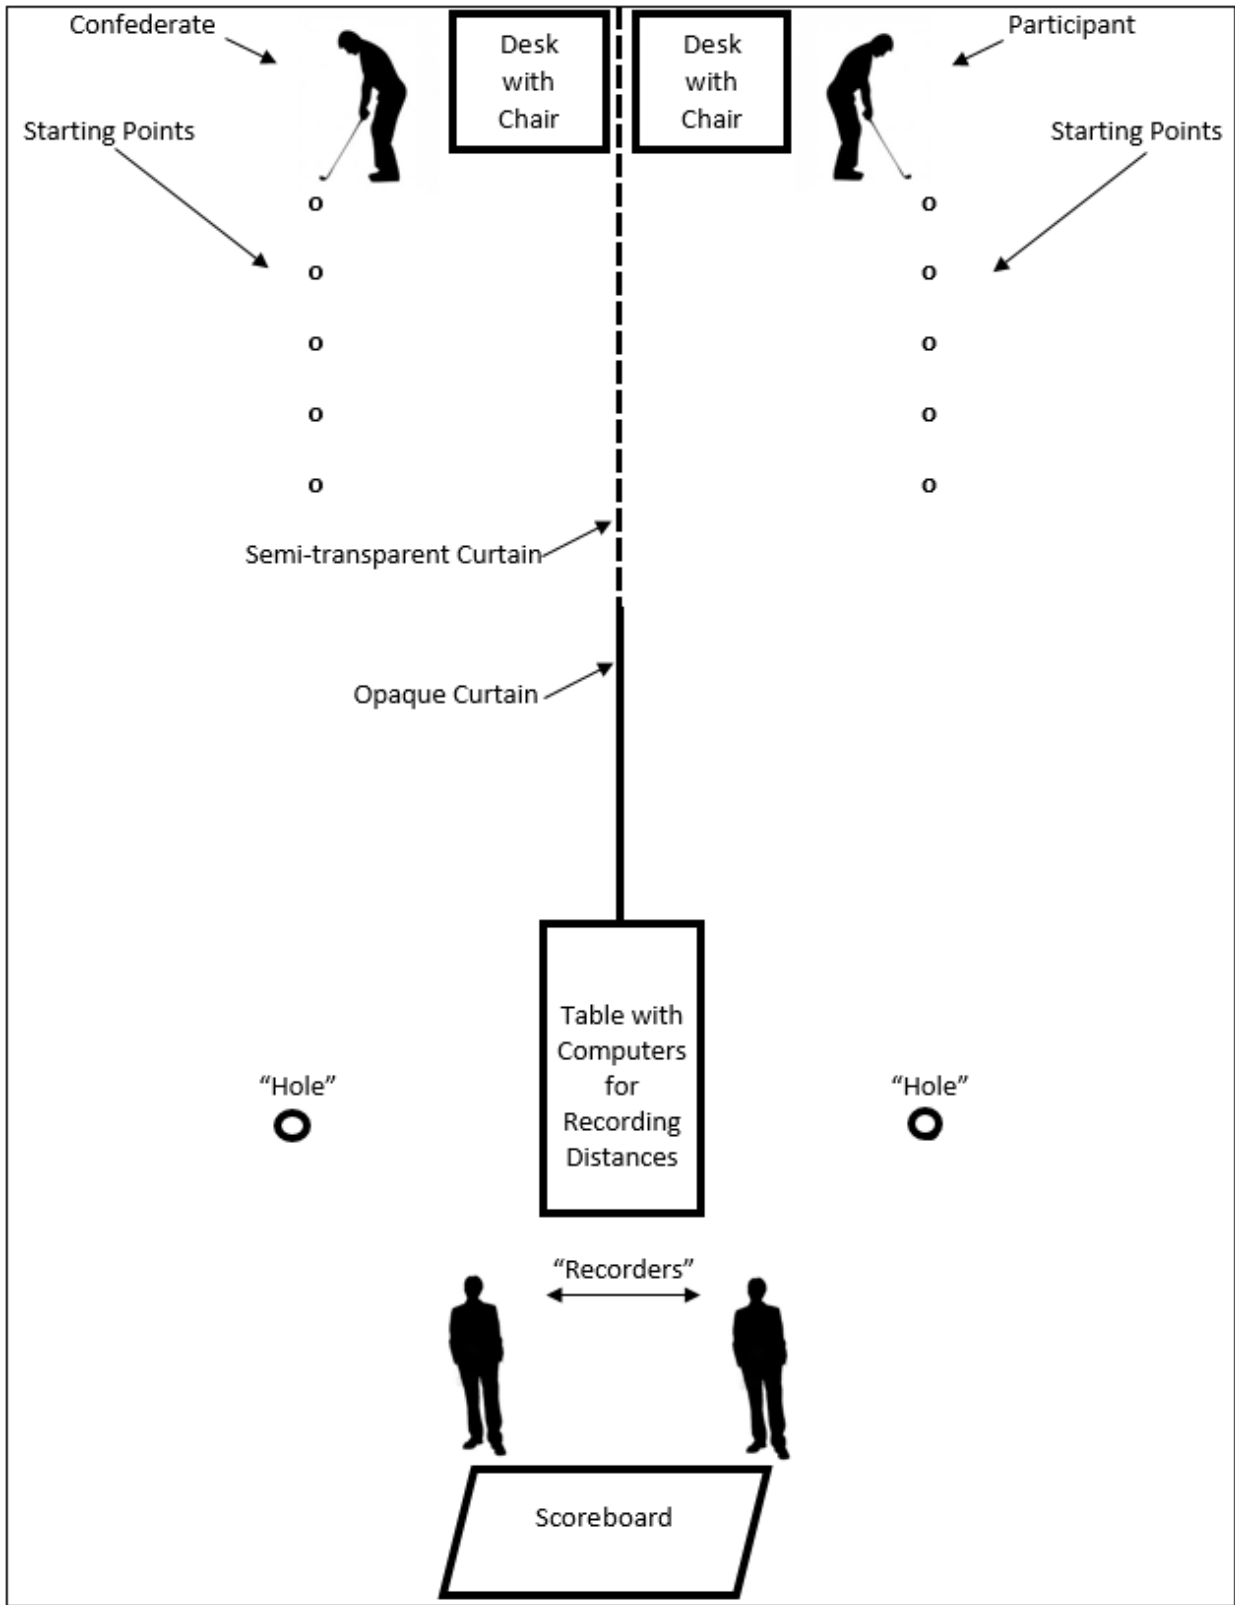 Confederate
Desk
with
Chair
Desk
with
Chair
Participant
Starting Points
Starting Points
o
o
o
o
o
o
o
o
o
o
Semi-transparent Curtain
Opaque Curtain
Table with
Computers
for
Recording
Distances
“Hole”
“Hole”
“Recorders”
Scoreboard